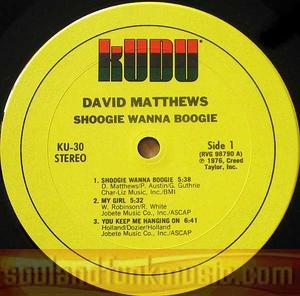 KUDU
DAVID MATTHEWS
SHOOGIE WANNA BOOGIE
KU-30
STEREO
Side 1
(RVG 98790 A)
℗ 1976, Creed
Taylor, Inc.
1. SHOOGIE WANNA BOOGIE 5:38
D. Matthews/P. Austin/G. Guthrie
Char-Liz Music, Inc./BMI
2. MY GIRL 5:32
W. Robinson/R. White
Jobete Music Co., Inc./ASCAP
3. YOU KEEP ME HANGING ON 6:41
Holland/Dozier/Holland
Jobete Music Co., Inc./ASCAP
soulandfunkmusic.com